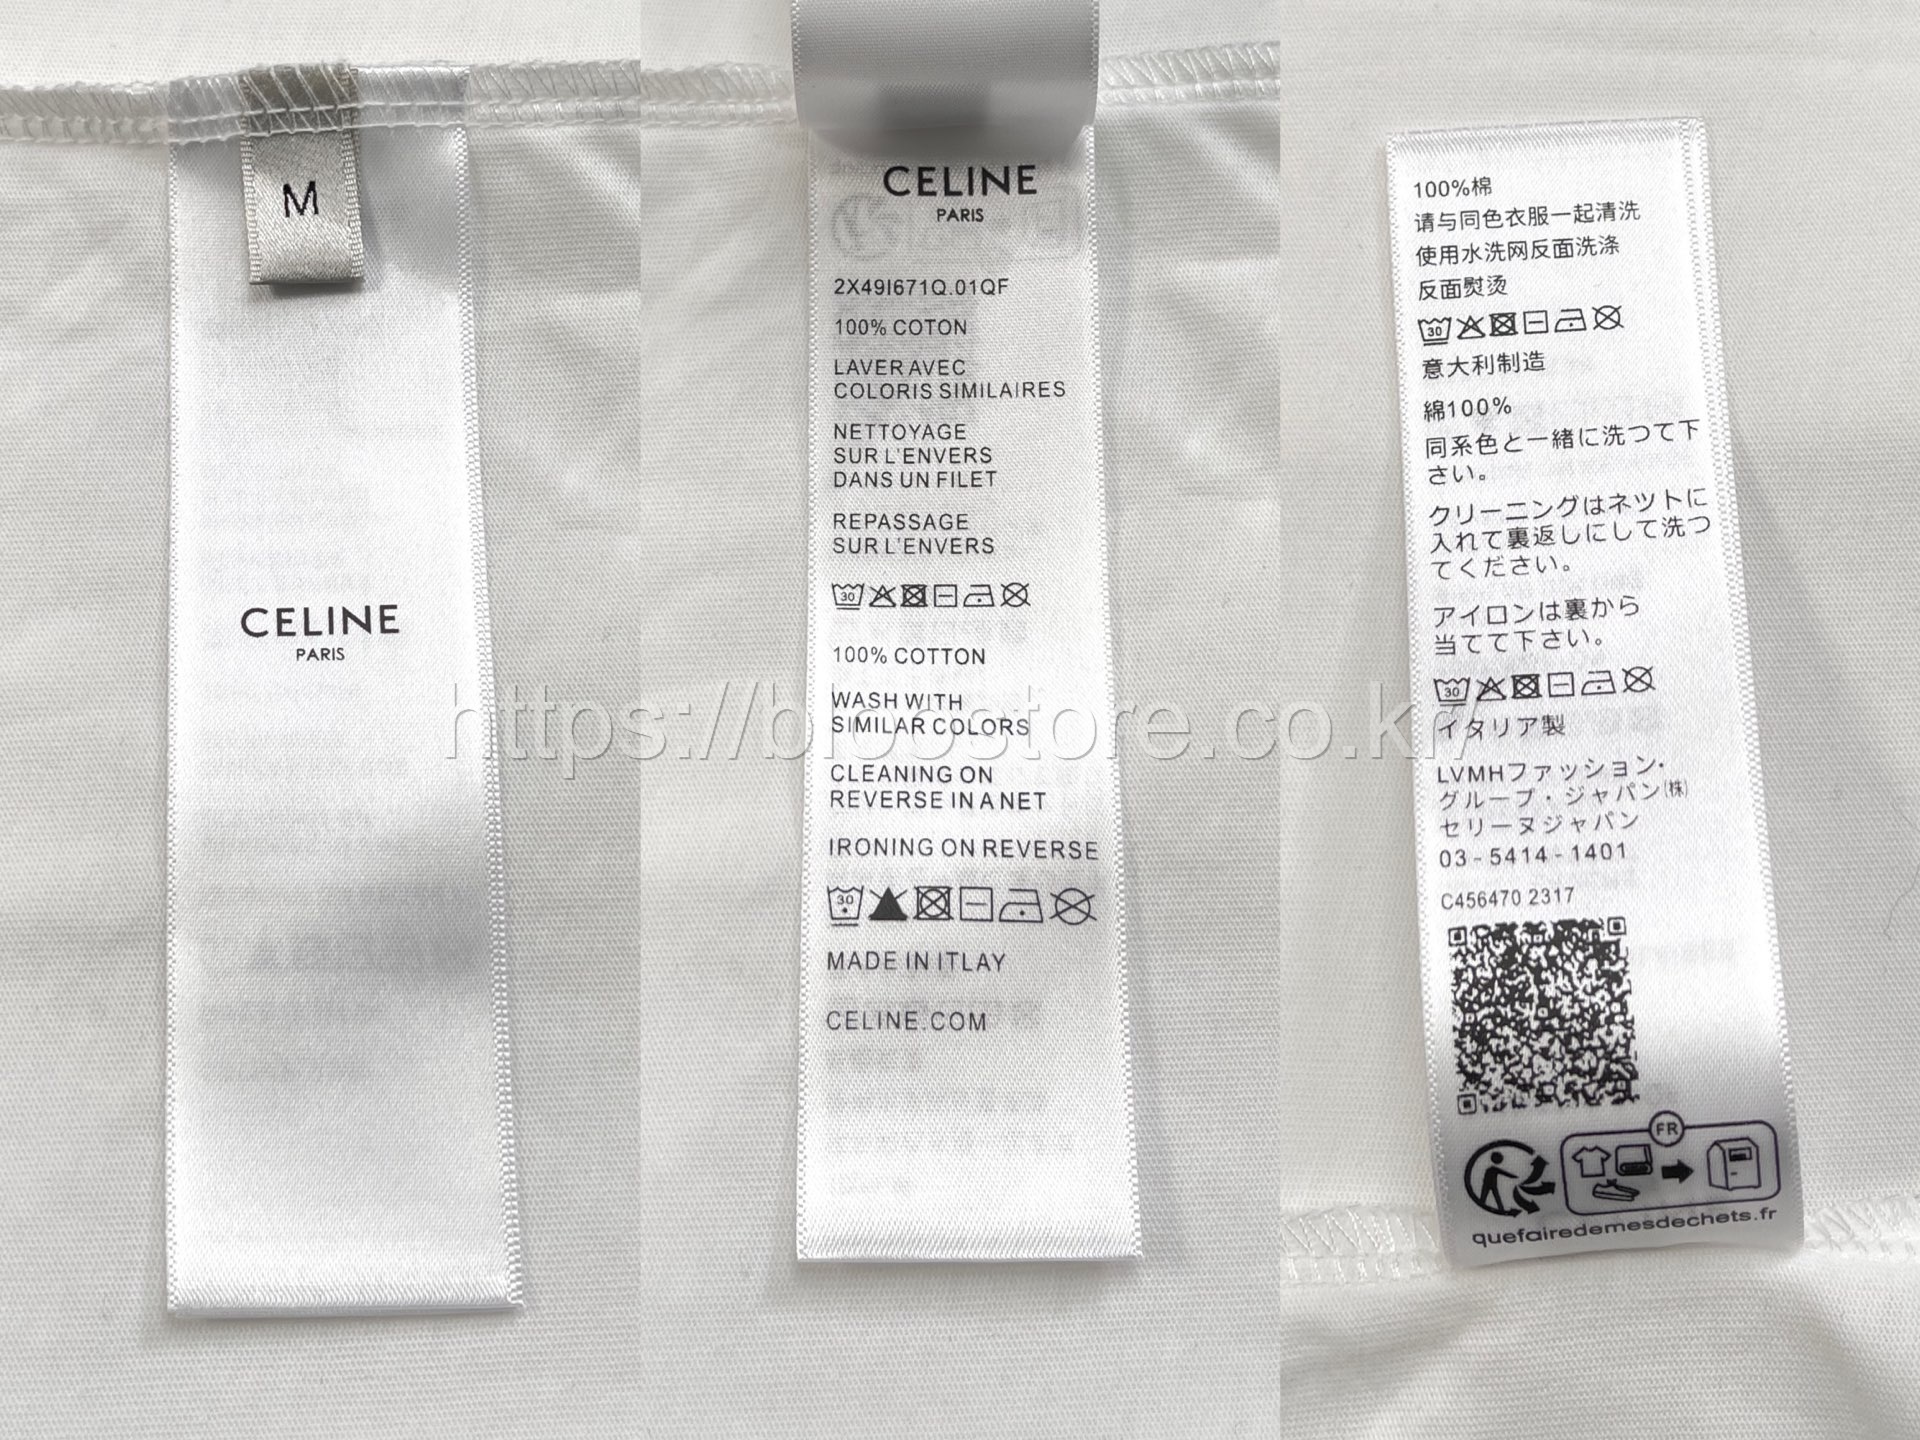 M
CELINE
PARIS
CELINE
PARIS
2X49I671Q.01QF
100% COTON
LAVER AVEC
COLORIS SIMILAIRES
NETTOYAGE
SUR L'ENVERS
DANS UN FILET
REPASSAGE
SUR L'ENVERS
30
100% COTTON
WASH WITH
SIMILAR COLORS
CLEANING ON
REVERSE IN A NET
IRONING ON REVERSE
30
MADE IN ITLAY
CELINE.COM
100%棉
请与同色衣服一起清洗
使用水洗网反面洗涤
反面熨烫
30
意大利制造
綿100%
同系色と一緒に洗つて下
さい。
クリーニングはネツトに
入れて裏返しにして洗つ
てください。
アイロンは裏から
当てて下さい。
30
イタリア製
LVMHファッション・
グループ・ジャパン㈱
セリーヌジャパン
03-5414-1401
C456470 2317
FR
quefairedemesdechets.fr
https://blcostore.co.kr/